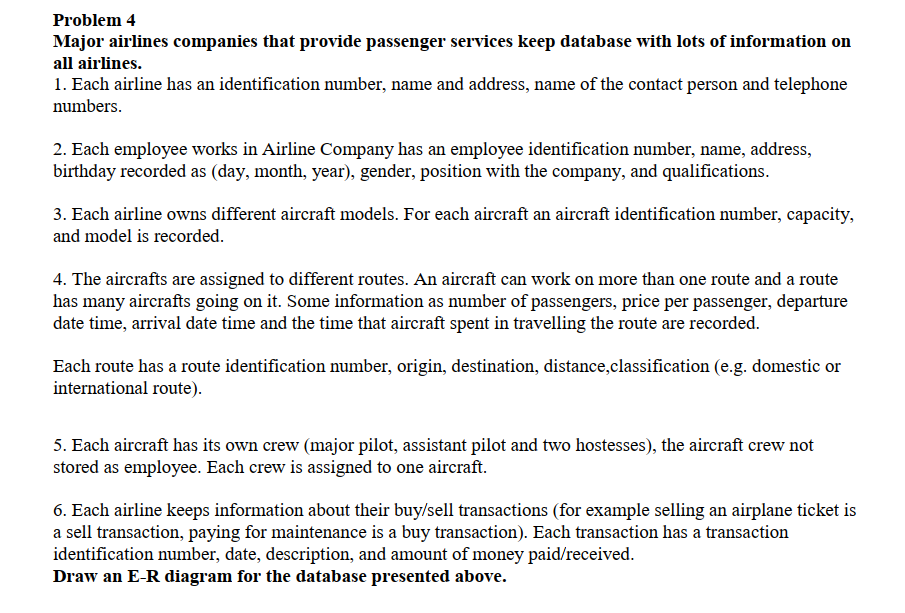 Problem 4
Major airlines companies that provide passenger services keep database with lots of information on
all airlines.
1. Each airline has an identification number, name and address, name of the contact person and telephone
numbers.
2. Each employee works in Airline Company has an employee identification number, name, address,
birthday recorded as (day, month, year), gender, position with the company, and qualifications.
3. Each airline owns different aircraft models. For each aircraft an aircraft identification number, capacity,
and model is recorded.
4. The aircrafts are assigned to different routes. An aircraft can work on more than one route and a route
has many aircrafts going on it. Some information as number of passengers, price per passenger, departure
date time, arrival date time and the time that aircraft spent in travelling the route are recorded.
Each route has a route identification number, origin, destination, distance,classification (e.g. domestic or
international route).
5. Each aircraft has its own crew (major pilot, assistant pilot and two hostesses), the aircraft crew not
stored as employee. Each crew is assigned to one aircraft.
6. Each airline keeps information about their buy/sell transactions (for example selling an airplane ticket is
a sell transaction, paying for maintenance is a buy transaction). Each transaction has a transaction
identification number, date, description, and amount of money paid/received.
Draw an E-R diagram for the database presented above.